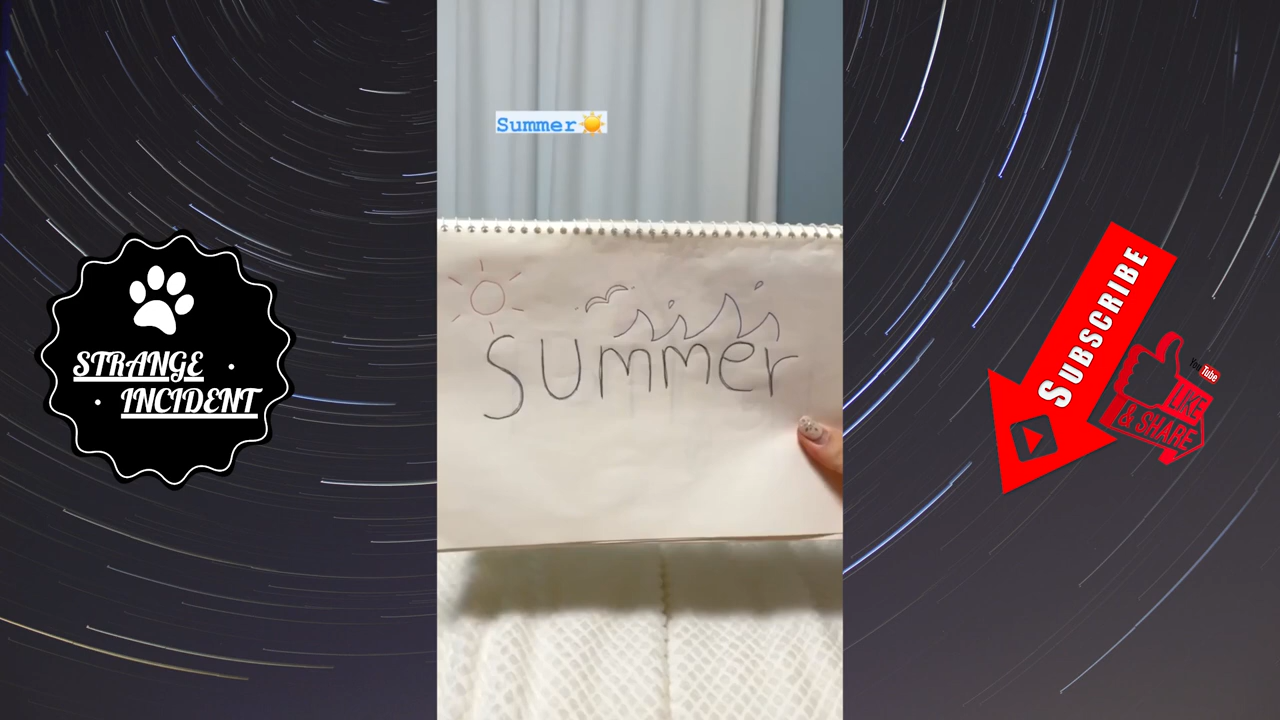 Summer☀️
Summer
STRANGE
INCIDENT
SUBSCRIBE
YouTube
LIKE
& SHARE